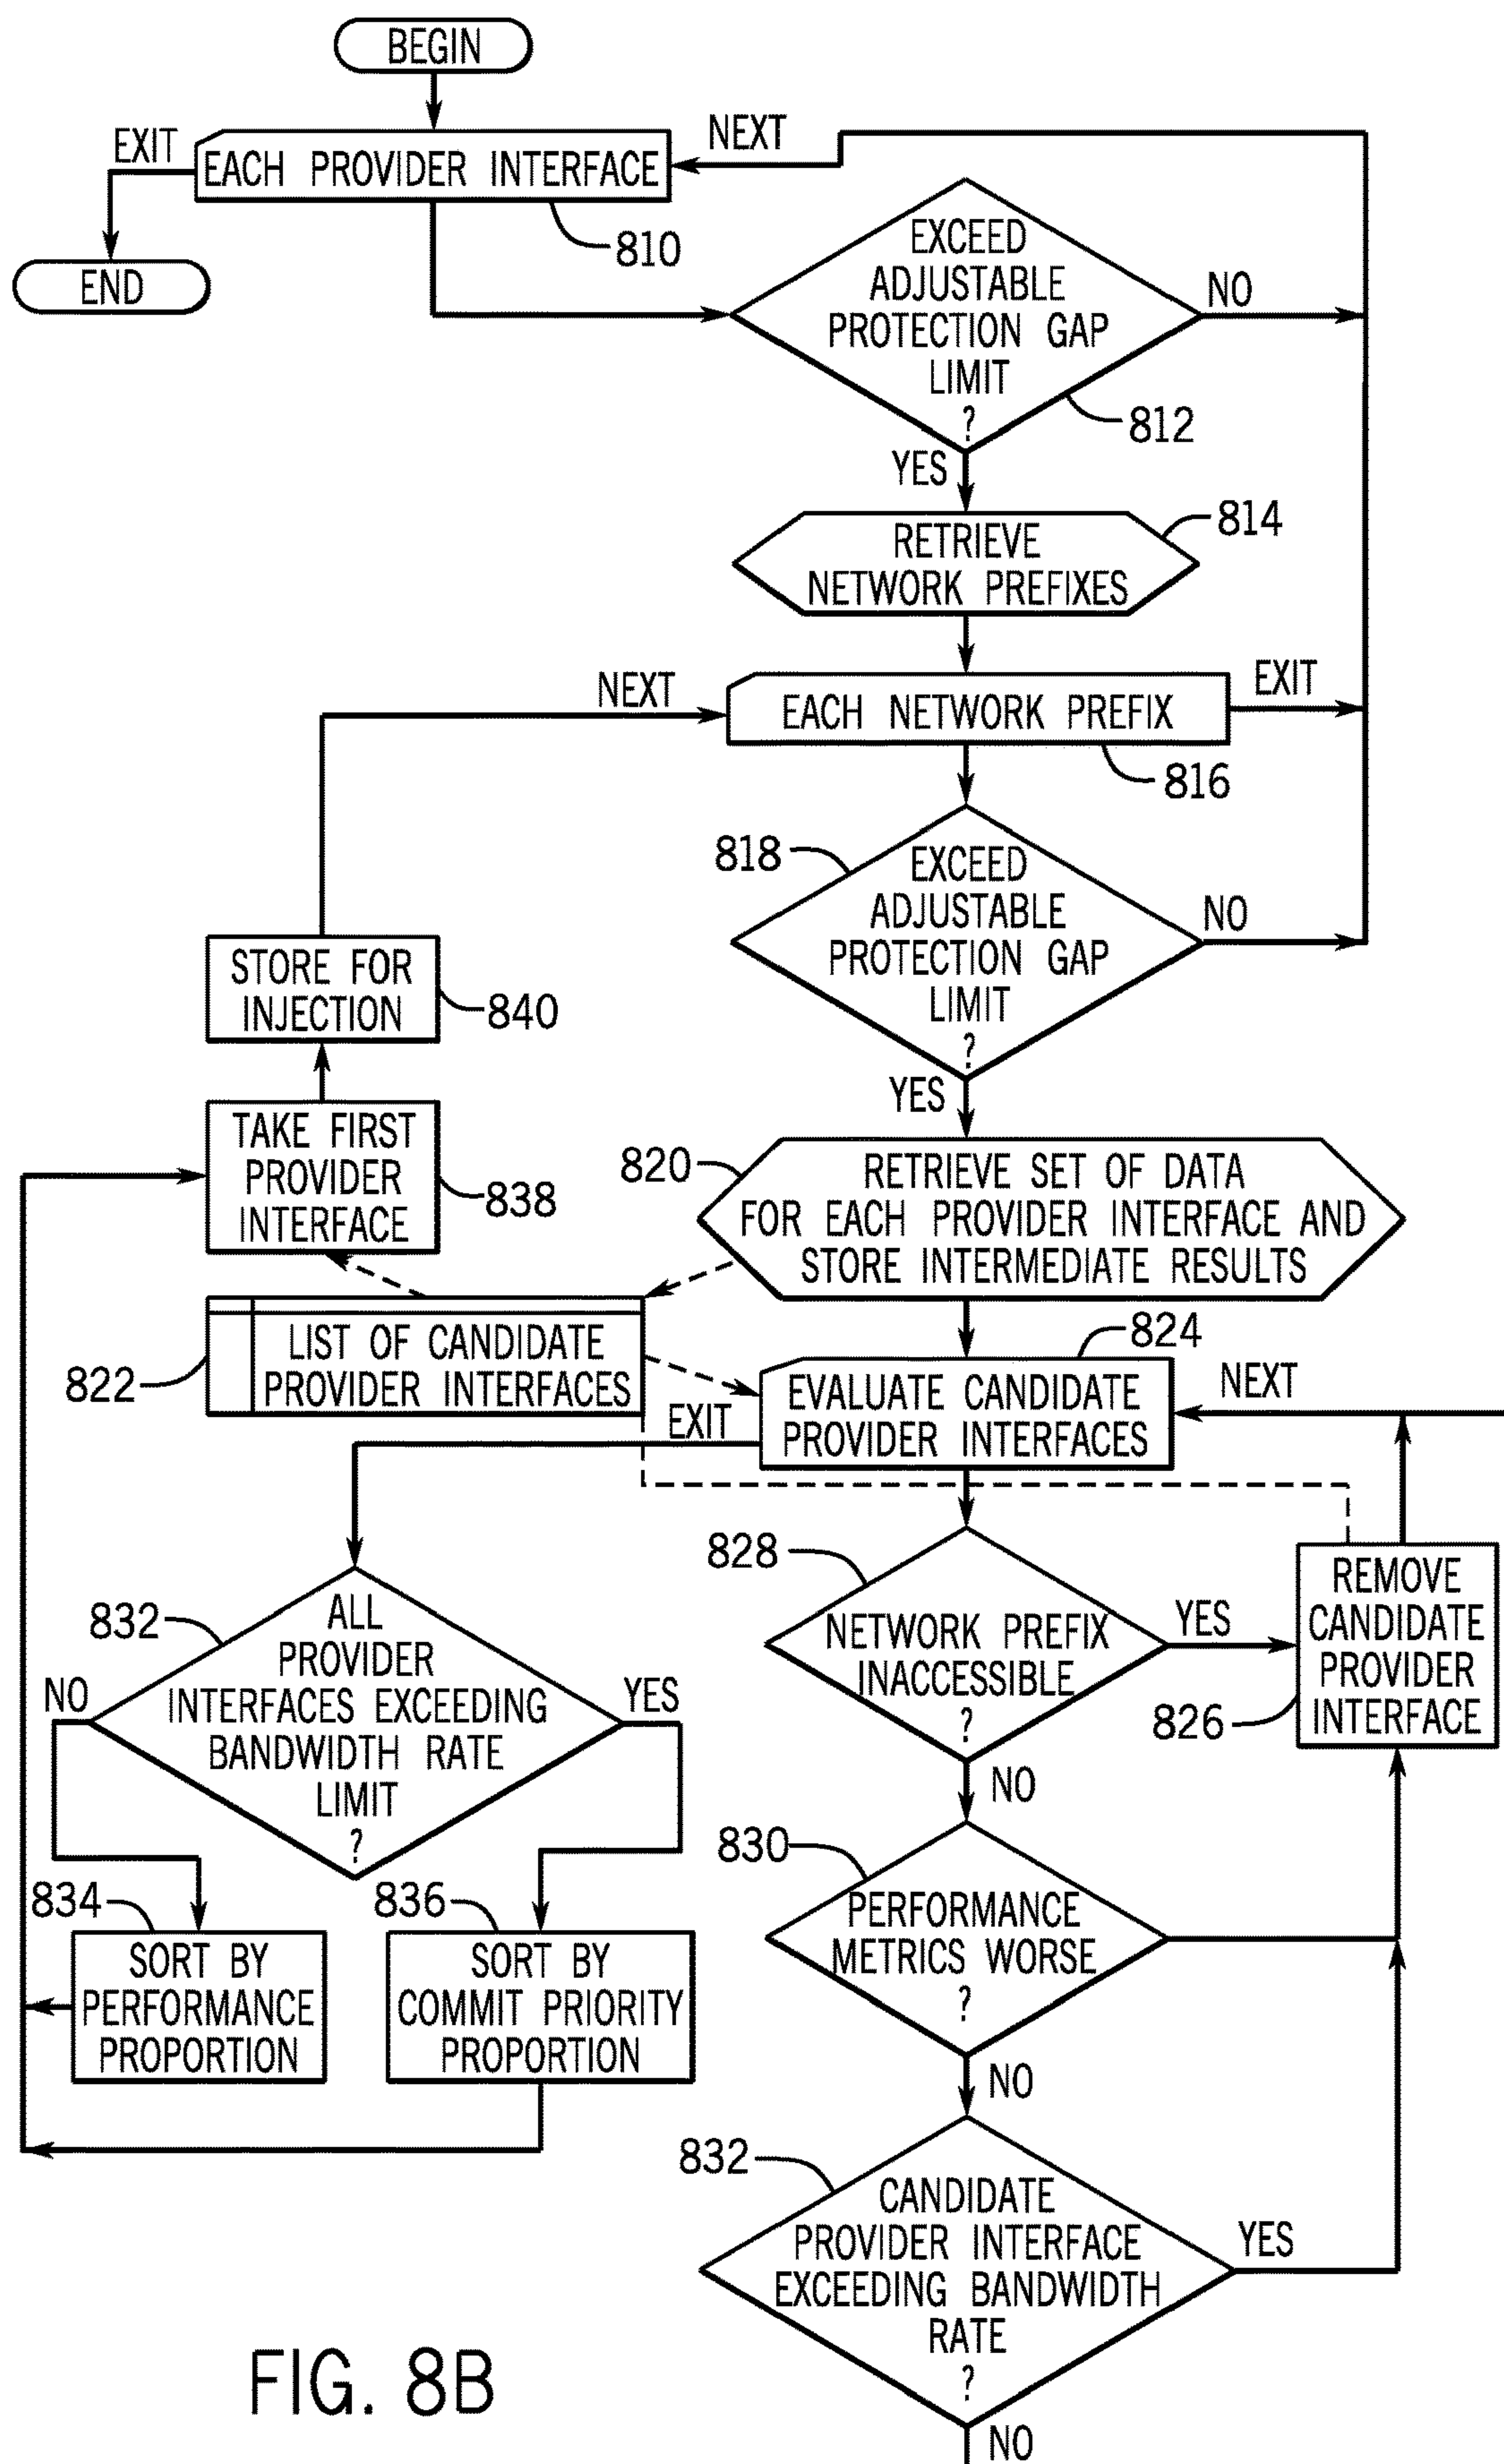 BEGIN
EXIT
NEXT
EACH PROVIDER INTERFACE
810
END
EXCEED
ADJUSTABLE
PROTECTION GAP
LIMIT
?
NO
812
YES
814
RETRIEVE
NETWORK PREFIXES
NEXT
EXIT
EACH NETWORK PREFIX
816
818
EXCEED
ADJUSTABLE
PROTECTION GAP
LIMIT
?
NO
STORE FOR
INJECTION
840
YES
TAKE FIRST
PROVIDER
INTERFACE
838
820
RETRIEVE SET OF DATA
FOR EACH PROVIDER INTERFACE AND
STORE INTERMEDIATE RESULTS
822
LIST OF CANDIDATE
PROVIDER INTERFACES
824
EXIT
EVALUATE CANDIDATE
PROVIDER INTERFACES
NEXT
828
NETWORK PREFIX
INACCESSIBLE
?
YES
826
REMOVE
CANDIDATE
PROVIDER
INTERFACE
832
ALL
PROVIDER
INTERFACES EXCEEDING
BANDWIDTH RATE
LIMIT
?
NO
YES
NO
830
PERFORMANCE
METRICS WORSE
?
834
SORT BY
PERFORMANCE
PROPORTION
836
SORT BY
COMMIT PRIORITY
PROPORTION
NO
832
CANDIDATE
PROVIDER INTERFACE
EXCEEDING BANDWIDTH
RATE
?
YES
NO
FIG. 8B